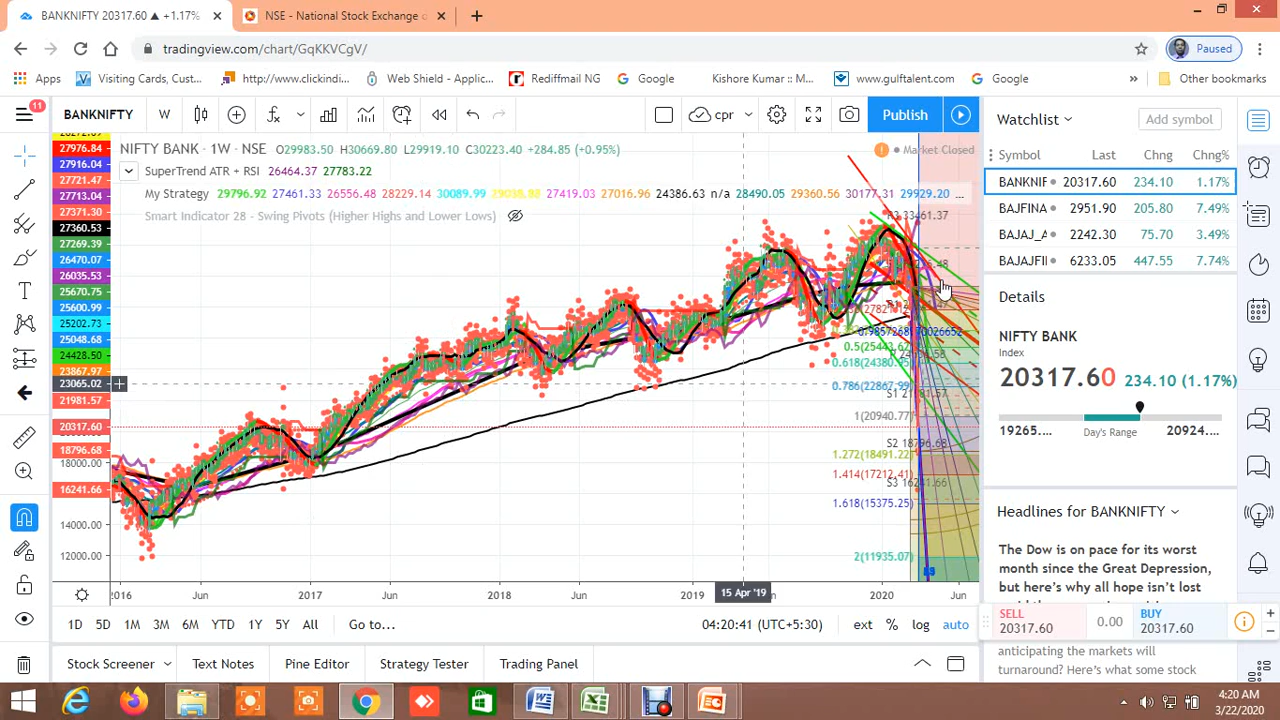 BANKNIFTY 20317.60 ▲ +1.17%
NSE - National Stock Exchange o
tradingview.com/chart/GqKKVCgV/
Paused
Apps
Visiting Cards, Cust...
http://www.clickindi...
Web Shield - Applic...
Rediffmail NG
Google
Kishore Kumar :: M...
www.gulftalent.com
Google
»
Other bookmarks
11
BANKNIFTY
W
cpr
Publish
NIFTY BANK · 1W · NSE O29983.50 H30669.80 L29919.10 C30223.40 +284.85 (+0.95%)
Market Closed
SuperTrend ATR + RSI 26464.37 27783.22
My Strategy 29796.92 27461.33 26556.48 28229.14 30089.99 27419.03 27016.96 24386.63 n/a 28495.05 29360.56 30177.31 29929.20 ...
Smart Indicator 28 - Swing Pivots (Higher Highs and Lower Lows)
27976.84
27916.04
27721.47
27713.04
27371.30
27360.53
27269.39
26470.07
26035.53
25670.75
25600.99
25202.73
25048.68
24428.50
23867.97
23065.02
21981.57
20317.60
18796.68
18000.00
16241.66
14000.00
12000.00
R3 33461.37
0.5(25443.62)
0.618(24380.55)
0.786(22867.99)
S1 21981.57
1(20940.77)
S2 18796.68
1.272(18491.22)
1.414(17212.41)
S3 16241.66
1.618(15375.25)
2(11935.07)
2016 Jun 2017 Jun 2018 Jun 2019 15 Apr '19 2020 Jun
1D 5D 1M 3M 6M YTD 1Y 5Y All Go to...
04:20:41 (UTC+5:30) ext % log auto
Stock Screener Text Notes Pine Editor Strategy Tester Trading Panel
Watchlist
Add symbol
Symbol Last Chng Chng%
BANKNIF 20317.60 234.10 1.17%
BAJFINA 2951.90 205.80 7.49%
BAJAJ_A 2242.30 75.70 3.49%
BAJAJFII 6233.05 447.55 7.74%
Details
NIFTY BANK
Index
20317.60 234.10 (1.17%)
19265.... Day's Range 20924....
Headlines for BANKNIFTY
The Dow is on pace for its worst
month since the Great Depression,
but here's why all hope isn't lost
SELL
20317.60
0.00
BUY
20317.60
anticipating the markets will
turnaround? Here's what some stock
4:20 AM
3/22/2020